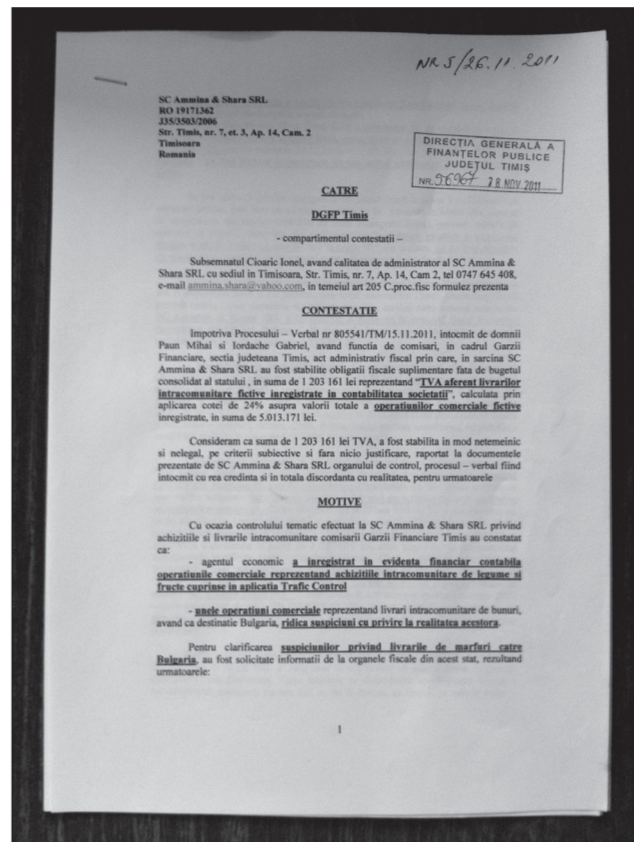 NR 5/26.11.2011
SC Ammina & Shara SRL
RO 19171362
J35/3503/2006
Str. Timis, nr. 7, et. 3, Ap. 14, Cam. 2
Timisoara
Romania
DIRECȚIA GENERALĂ A
FINANȚELOR PUBLICE
JUDEȚUL TIMIȘ
NR. 56967 28 NOV 2011
CATRE
DGFP Timis
- compartimentul contestatii –
Subsemnatul Cioaric Ionel, avand calitatea de administrator al SC Ammina &
Shara SRL cu sediul in Timisoara, Str. Timis, nr. 7, Ap. 14, Cam 2, tel 0747 645 408,
e-mail ammina.shara@yahoo.com, in temeiul art 205 C.proc.fisc formulez prezenta
CONTESTATIE
Impotriva Procesului – Verbal nr 805541/TM/15.11.2011, intocmit de domnii
Paun Mihai si Iordache Gabriel, avand functia de comisari, in cadrul Garzii
Financiare, sectia judeteana Timis, act administrativ fiscal prin care, in sarcina SC
Ammina & Shara SRL au fost stabilite obligatii fiscale suplimentare fata de bugetul
consolidat al statului , in suma de 1 203 161 lei reprezentand “TVA aferent livrarilor
intracomunitare fictive inregistrate in contabilitatea societatii”, calculata prin
aplicarea cotei de 24% asupra valorii totale a operatiunilor comerciale fictive
inregistrate, in suma de 5.013.171 lei.
Consideram ca suma de 1 203 161 lei TVA, a fost stabilita in mod netemeinic
si nelegal, pe criterii subiective si fara nicio justificare, raportat la documentele
prezentate de SC Ammina & Shara SRL organului de control, procesul – verbal fiind
intocmit cu rea credinta si in totala discordanta cu realitatea, pentru urmatoarele
MOTIVE
Cu ocazia controlului tematic efectuat la SC Ammina & Shara SRL privind
achizitiile si livrarile intracomunitare comisarii Garzii Financiare Timis au constatat
ca:
- agentul economic a inregistrat in evidenta financiar contabila
operatiunile comerciale reprezentand achizitiile intracomunitare de legume si
fructe cuprinse in aplicatia Trafic Control
- unele operatiuni comerciale reprezentand livrari intracomunitare de bunuri,
avand ca destinatie Bulgaria, ridica suspiciuni cu privire la realitatea acestora.
Pentru clarificarea suspiciunilor privind livrarile de marfuri catre
Bulgaria, au fost solicitate informatii de la organele fiscale din acest stat, rezultand
urmatoarele:
1